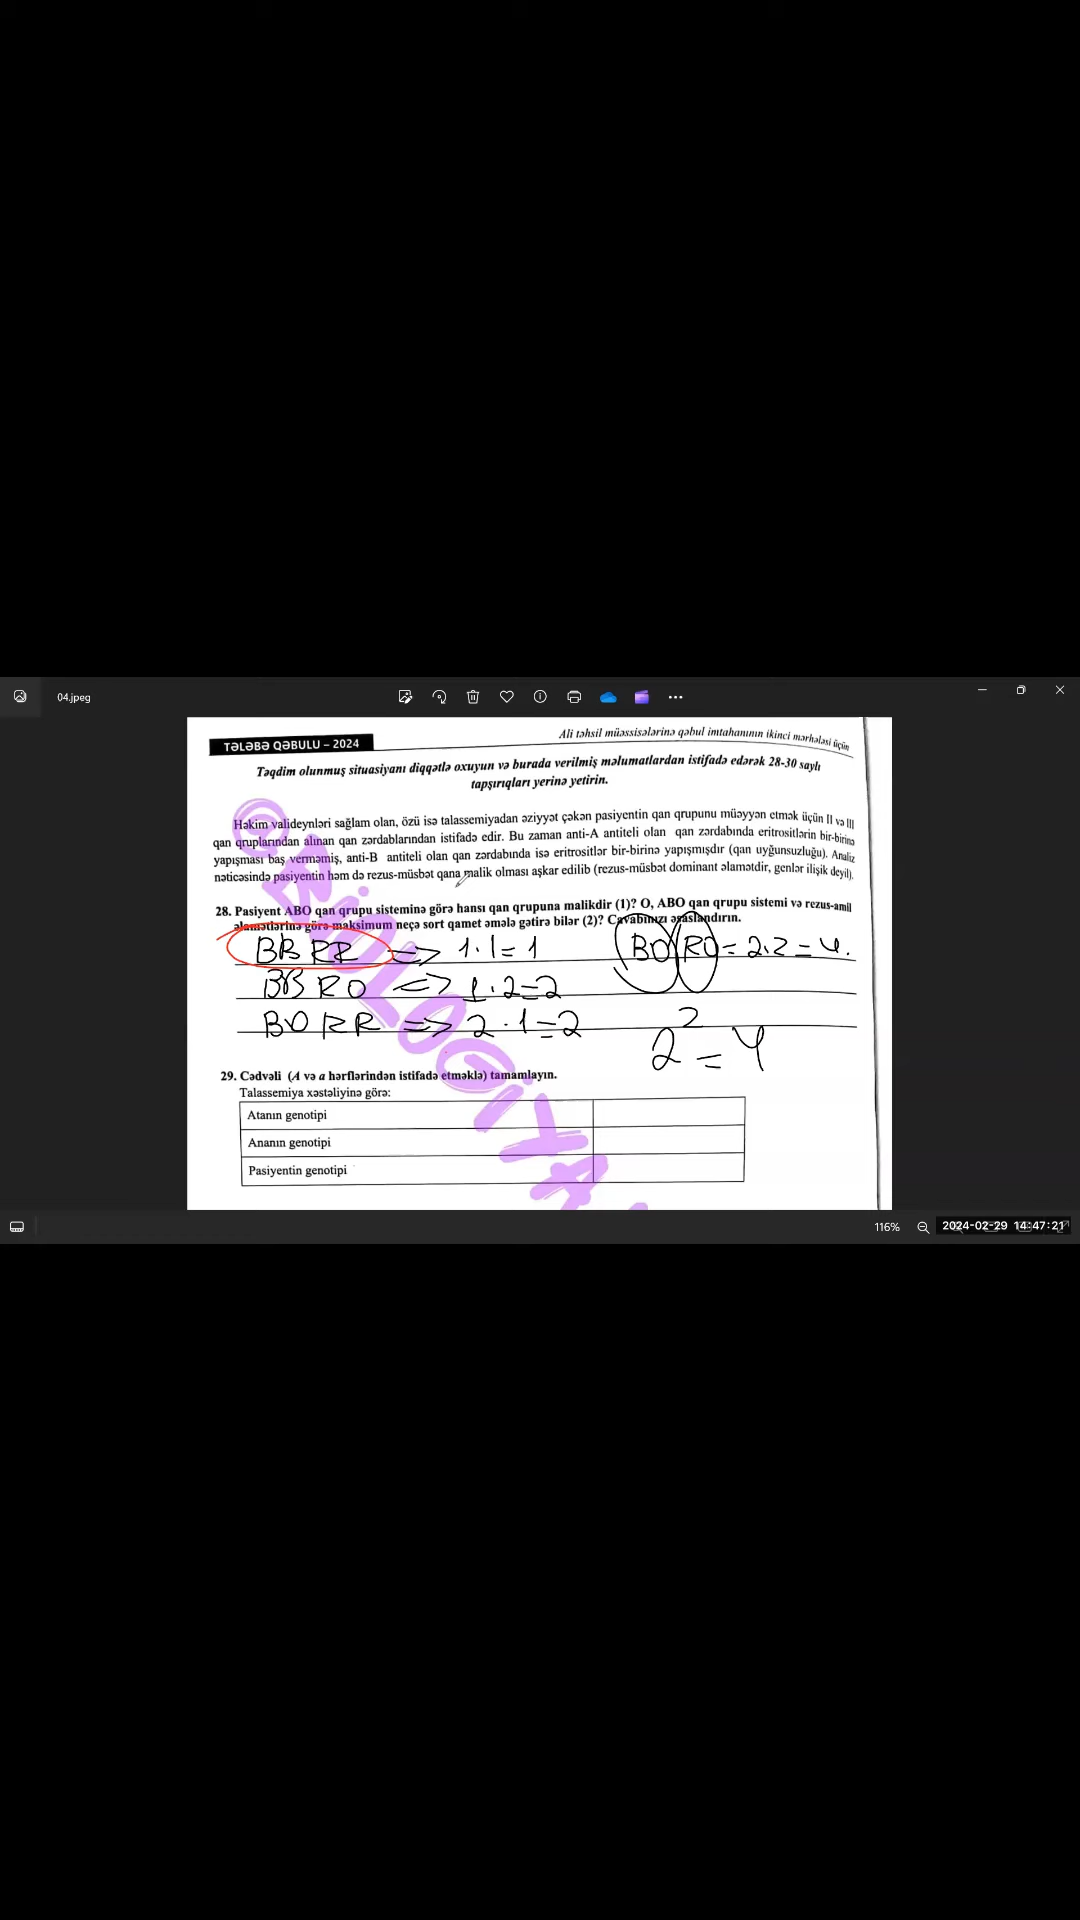 04.jpeg
TƏLƏBƏ QƏBULU – 2024
Ali təhsil müəssisələrinə qəbul imtahanının ikinci mərhələsi üçün
Təqdim olunmuş situasiyanı diqqətlə oxuyun və burada verilmiş məlumatlardan istifadə edərək 28-30 saylı
tapşırıqları yerinə yetirin.
Həkim valideynləri sağlam olan, özü isə talassemiyadan əziyyət çəkən pasiyentin qan qrupunu müəyyən etmək üçün II və III
qan qruplarından alınan qan zərdablarından istifadə edir. Bu zaman anti-A antiteli olan qan zərdabında eritrositlərin bir-birinə
yapışması baş verməmiş, anti-B antiteli olan qan zərdabında isə eritrositlər bir-birinə yapışmışdır (qan uyğunsuzluğu). Analiz
nəticəsində pasiyentin həm də rezus-müsbət qana malik olması aşkar edilib (rezus-müsbət dominant əlamətdir, genlər ilişik deyil).
28. Pasiyent ABO qan qrupu sisteminə görə hansı qan qrupuna malikdir (1)? O, ABO qan qrupu sistemi və rezus-amil
əlamətlərinə görə maksimum neçə sort qamet əmələ gətirə bilər (2)? Cavabınızı əsaslandırın.
BB RR => 1·1=1 BO RO = 2·2=4.
BB RO => 1·2=2
BO RR => 2·1=2
2² = 4
29. Cədvəli (A və a hərflərindən istifadə etməklə) tamamlayın.
Talassemiya xəstəliyinə görə:
Atanın genotipi
Ananın genotipi
Pasiyentin genotipi
@BiOLOGiYA
116%
2024-02-29 14:47:21